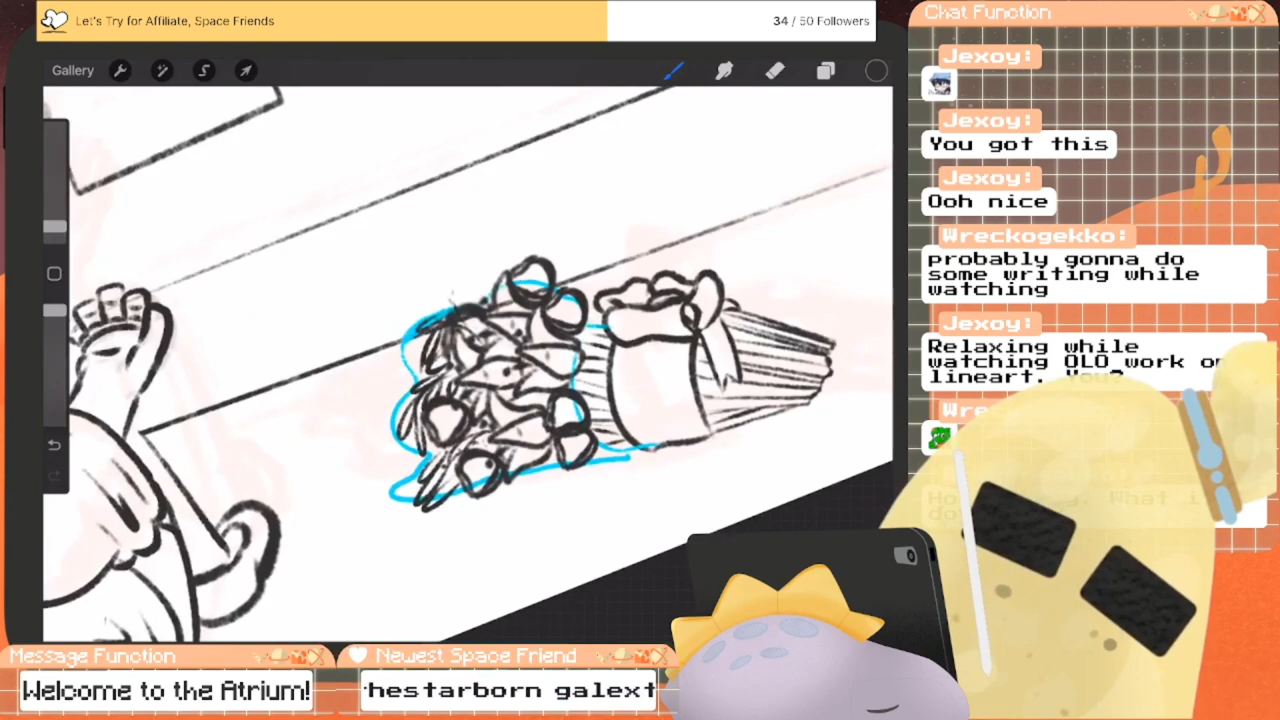 Let's Try for Affiliate, Space Friends
34 / 50 Followers
Gallery
Chat Function
Jexoy:
Jexoy:
You got this
Jexoy:
Ooh nice
Wreckogekko:
probably gonna do
some writing while
watching
Jexoy:
Relaxing while
watching OLO work on
lineart. You?
Message Function
Welcome to the Atrium!
Newest Space Friend
hestarborn galext